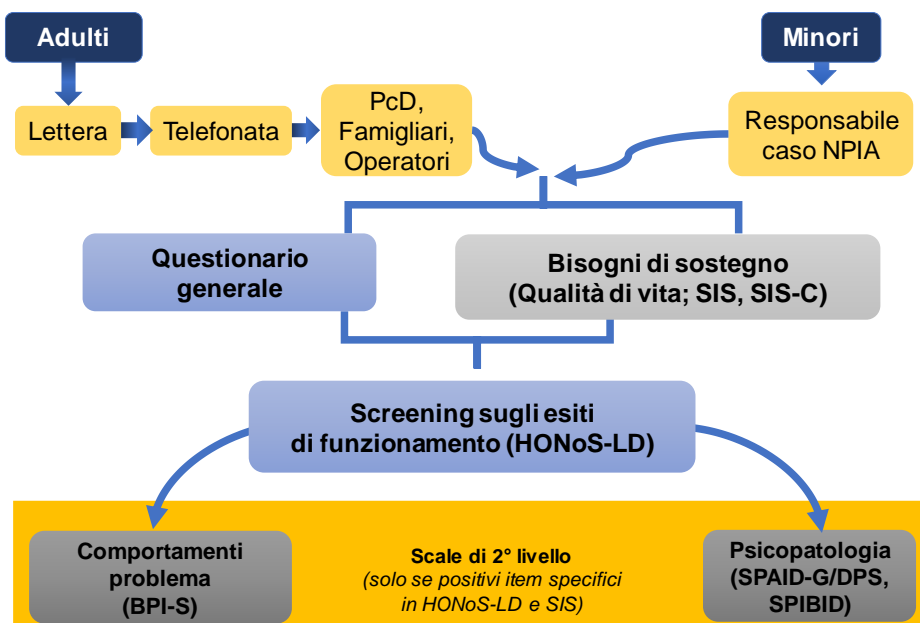 Adulti
Minori
Lettera
Telefonata
PcD,
Famigliari,
Operatori
Responsabile
caso NPIA
Questionario
generale
Bisogni di sostegno
(Qualità di vita; SIS, SIS-C)
Screening sugli esiti
di funzionamento (HONoS-LD)
Comportamenti
problema
(BPI-S)
Scale di 2° livello
(solo se positivi item specifici
in HONoS-LD e SIS)
Psicopatologia
(SPAID-G/DPS,
SPIBID)